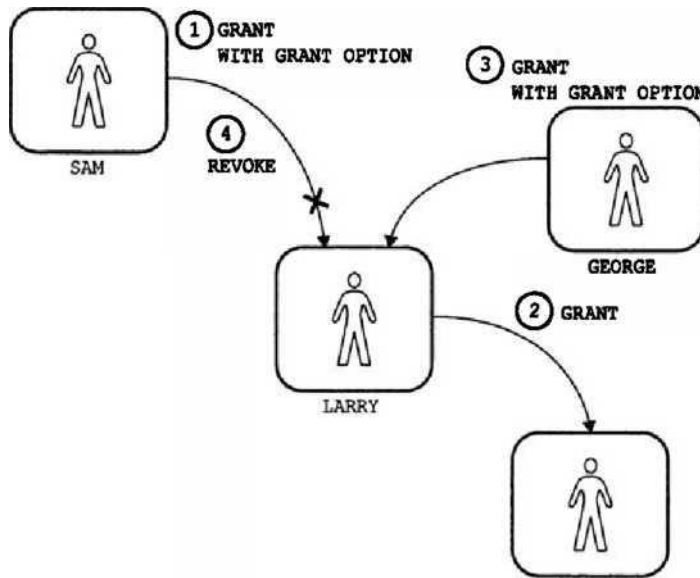 1 GRANT
WITH GRANT OPTION
3 GRANT
WITH GRANT OPTION
4
REVOKE
SAM
GEORGE
2 GRANT
LARRY